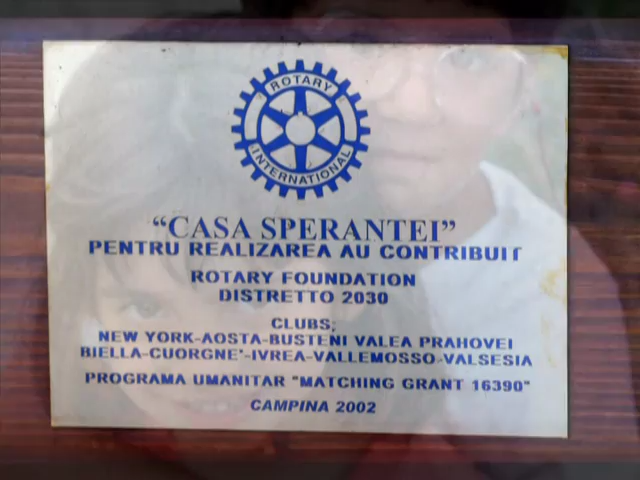 ROTARY
INTERNATIONAL
“CASA SPERANTEI”
PENTRU REALIZAREA AU CONTRIBUIT
ROTARY FOUNDATION
DISTRETTO 2030
CLUBS;
NEW YORK-AOSTA-BUSTENI VALEA PRAHOVEI
BIELLA-CUORGNE'-IVREA-VALLEMOSSO-VALSESIA
PROGRAMA UMANITAR "MATCHING GRANT 16390"
CAMPINA 2002